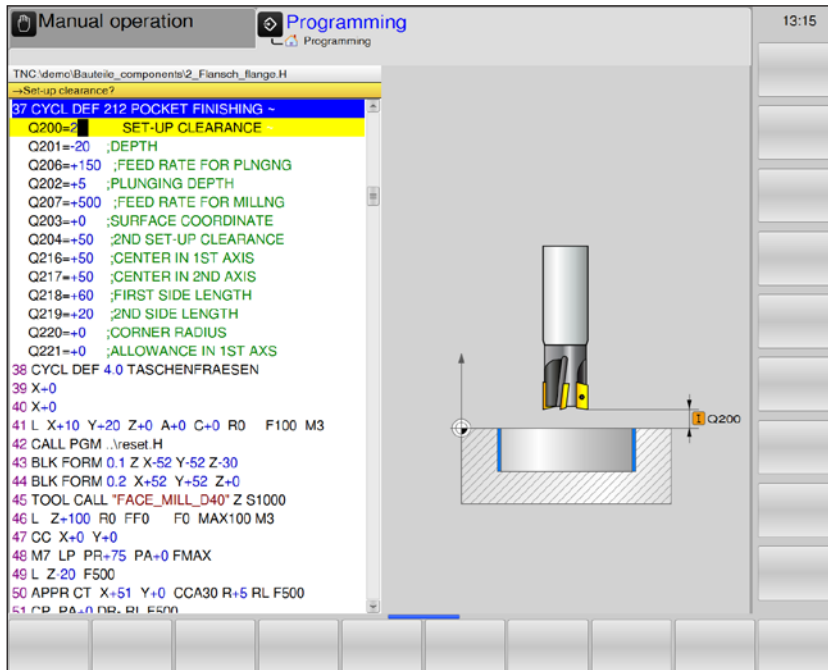 Manual operation
Programming
Programming
13:15
TNC:\demo\Bauteile_components\2_Flansch_flange.H
→Set-up clearance?
37 CYCL DEF 212 POCKET FINISHING ~
Q200=2 SET-UP CLEARANCE ~
Q201=-20 ;DEPTH
Q206=+150 ;FEED RATE FOR PLNGNG
Q202=+5 ;PLUNGING DEPTH
Q207=+500 ;FEED RATE FOR MILLNG
Q203=+0 ;SURFACE COORDINATE
Q204=+50 ;2ND SET-UP CLEARANCE
Q216=+50 ;CENTER IN 1ST AXIS
Q217=+50 ;CENTER IN 2ND AXIS
Q218=+60 ;FIRST SIDE LENGTH
Q219=+20 ;2ND SIDE LENGTH
Q220=+0 ;CORNER RADIUS
Q221=+0 ;ALLOWANCE IN 1ST AXS
38 CYCL DEF 4.0 TASCHENFRAESEN
39 X+0
40 X+0
41 L X+10 Y+20 Z+0 A+0 C+0 R0 F100 M3
42 CALL PGM ..\reset.H
43 BLK FORM 0.1 Z X-52 Y-52 Z-30
44 BLK FORM 0.2 X+52 Y+52 Z+0
45 TOOL CALL "FACE_MILL_D40" Z S1000
46 L Z+100 R0 FF0 F0 MAX100 M3
47 CC X+0 Y+0
48 M7 LP PR+75 PA+0 FMAX
49 L Z-20 F500
50 APPR CT X+51 Y+0 CCA30 R+5 RL F500
51 CP PA+0 DR- RL F500
Q200